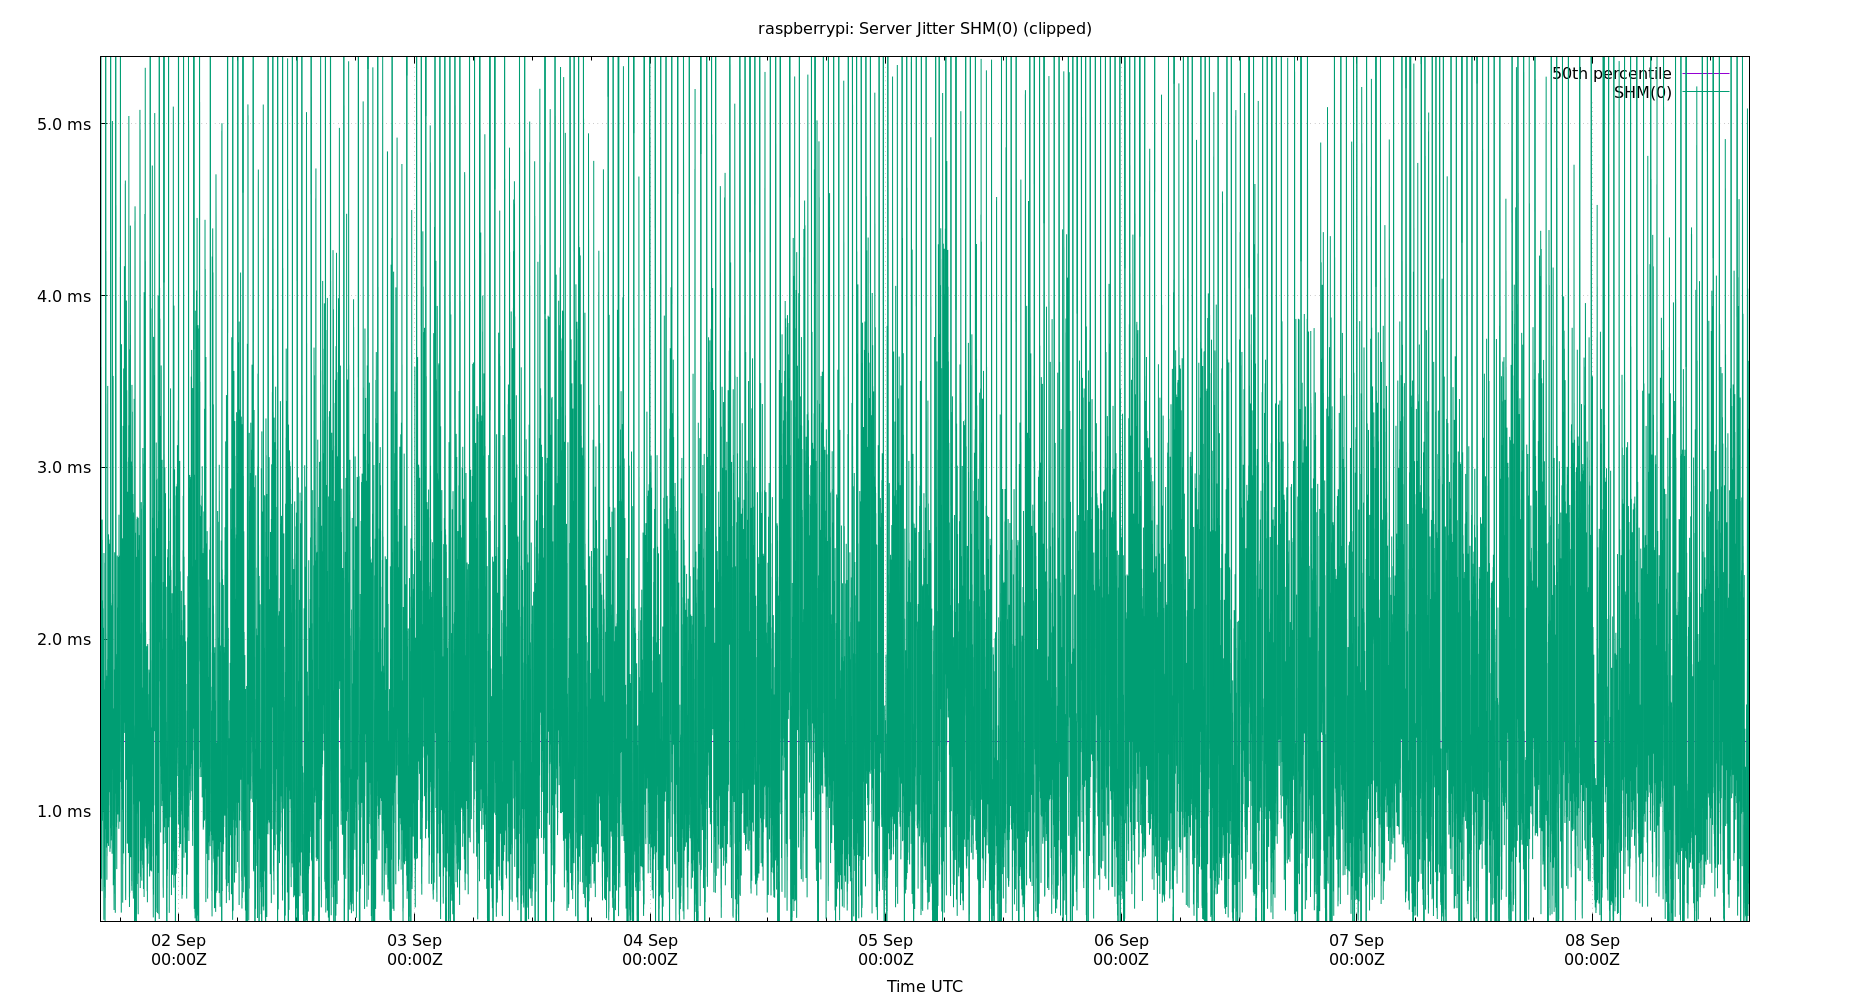 raspberrypi: Server Jitter SHM(0) (clipped)
50th percentile
SHM(0)
5.0 ms
4.0 ms
3.0 ms
2.0 ms
1.0 ms
02 Sep 03 Sep 04 Sep 05 Sep 06 Sep 07 Sep 08 Sep
00:00Z 00:00Z 00:00Z 00:00Z 00:00Z 00:00Z 00:00Z
Time UTC